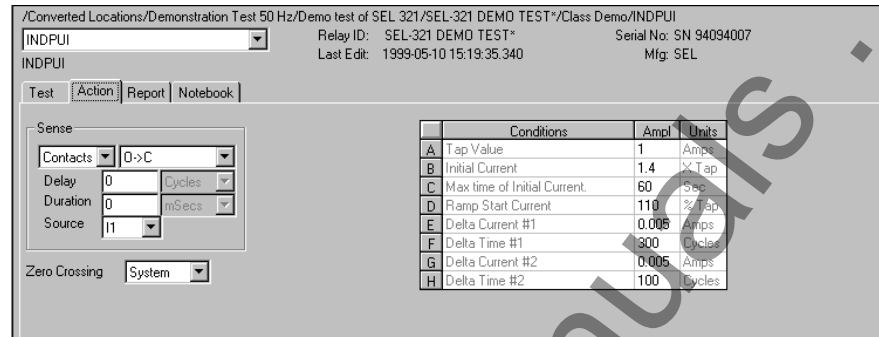 /Converted Locations/Demonstration Test 50 Hz/Demo test of SEL 321/SEL-321 DEMO TEST*/Class Demo/INDPUI
INDPUI Relay ID: SEL-321 DEMO TEST* Serial No: SN 94094007
Last Edit: 1999-05-10 15:19:35.340 Mfg: SEL
INDPUI
Test Action Report Notebook
Sense
Contacts O->C
Delay 0 Cycles
Duration 0 mSecs
Source I1
Zero Crossing System
Conditions Ampl Units
A Tap Value 1 Amps
B Initial Current 1.4 X Tap
C Max time of Initial Current. 60 Sec
D Ramp Start Current 110 % Tap
E Delta Current #1 0.005 Amps
F Delta Time #1 300 Cycles
G Delta Current #2 0.005 Amps
H Delta Time #2 100 Cycles
uals .